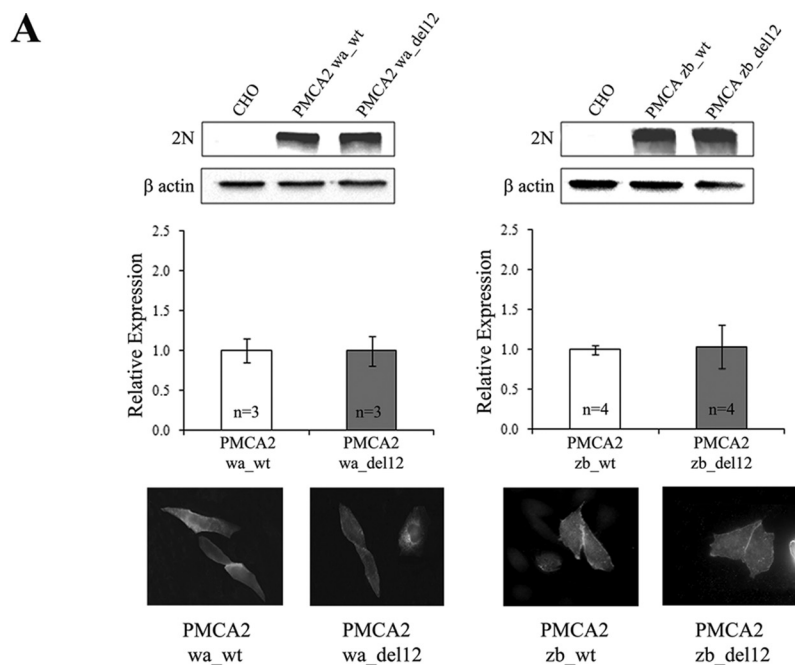 A
CHO
PMCA2 wa_wt
PMCA2 wa_del12
2N
β actin
CHO
PMCA zb_wt
PMCA zb_del12
2N
β actin
Relative Expression
2.5
2.0
1.5
1.0
0.5
0.0
n=3
n=3
PMCA2
wa_wt
PMCA2
wa_del12
Relative Expression
2.5
2.0
1.5
1.0
0.5
0.0
n=4
n=4
PMCA2
zb_wt
PMCA2
zb_del12
PMCA2
wa_wt
PMCA2
wa_del12
PMCA2
zb_wt
PMCA2
zb_del12